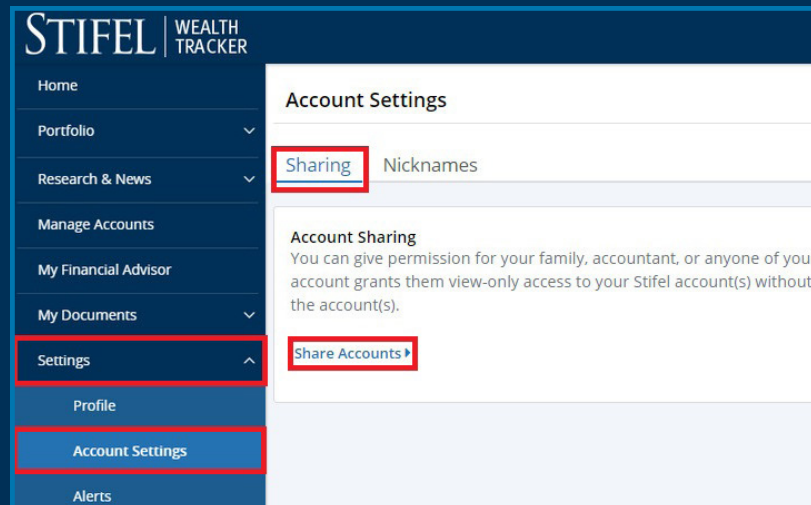 STIFEL WEALTH TRACKER
Home
Portfolio
Research & News
Manage Accounts
My Financial Advisor
My Documents
Settings
Profile
Account Settings
Alerts
Account Settings
Sharing Nicknames
Account Sharing
You can give permission for your family, accountant, or anyone of you
account grants them view-only access to your Stifel account(s) without
the account(s).
Share Accounts